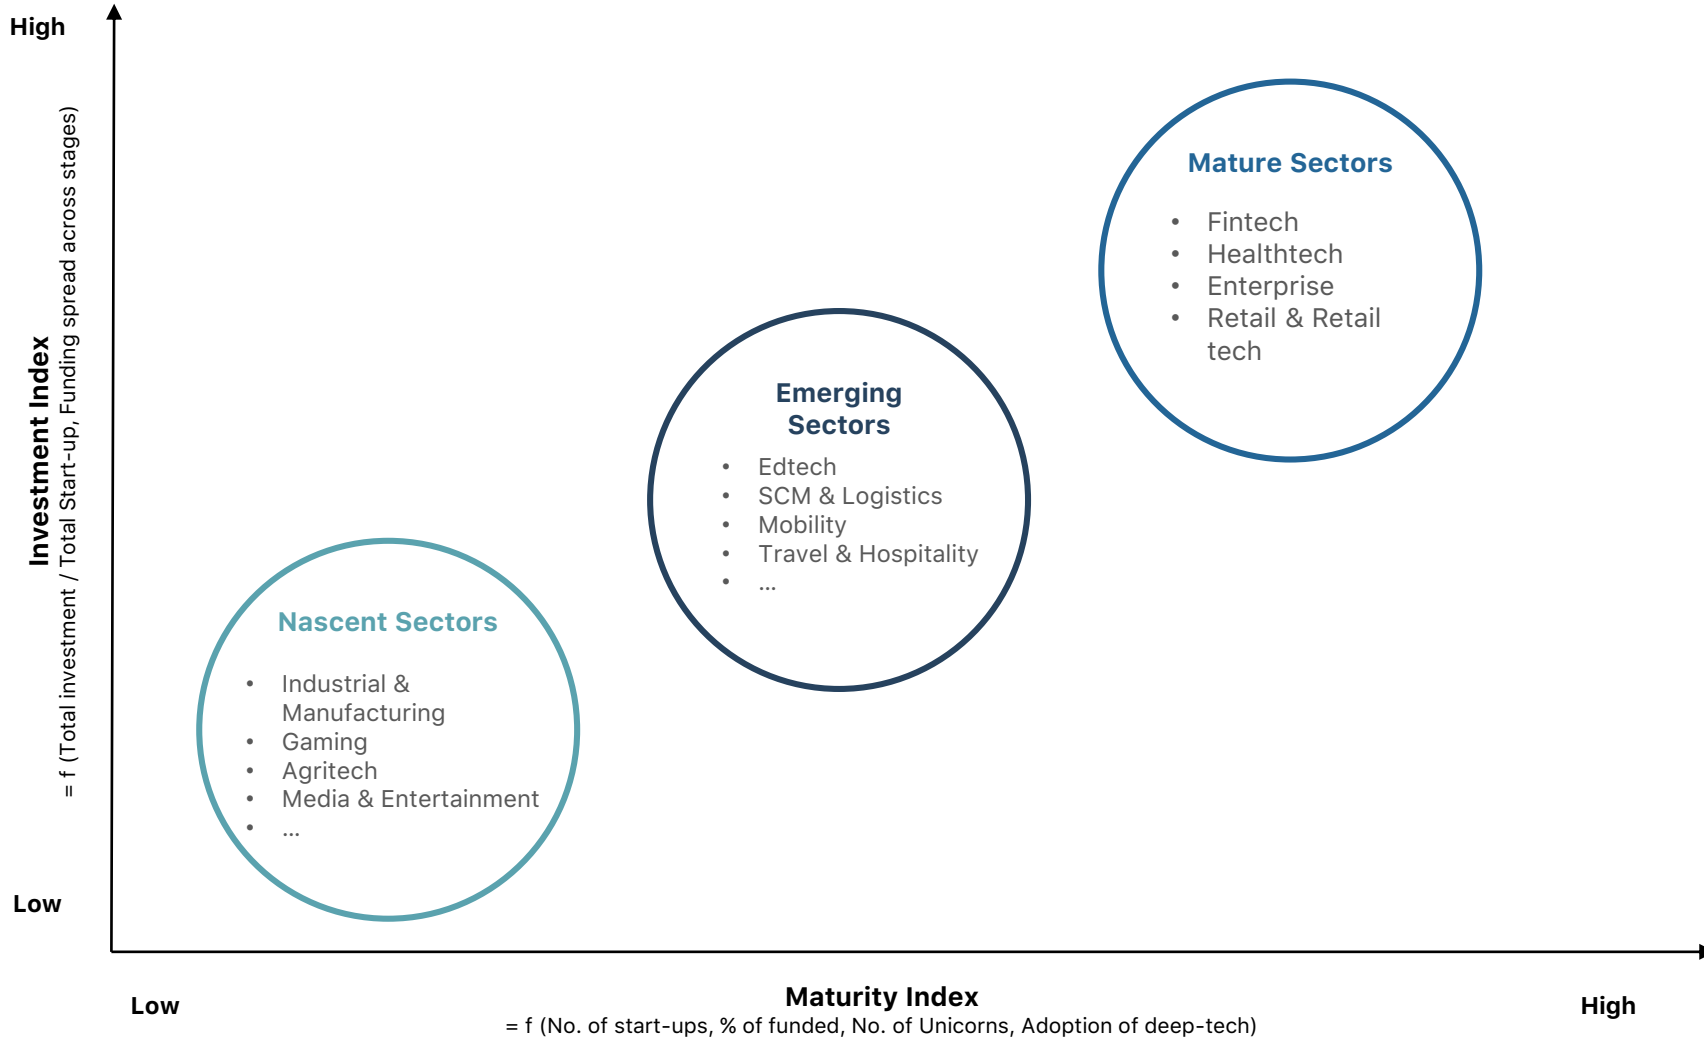 High
Investment Index
= f (Total investment / Total Start-up, Funding spread across stages)
Low
Mature Sectors
• Fintech
• Healthtech
• Enterprise
• Retail & Retail
tech
Emerging
Sectors
• Edtech
• SCM & Logistics
• Mobility
• Travel & Hospitality
• ...
Nascent Sectors
• Industrial &
Manufacturing
• Gaming
• Agritech
• Media & Entertainment
• ...
Low
Maturity Index
High
= f (No. of start-ups, % of funded, No. of Unicorns, Adoption of deep-tech)